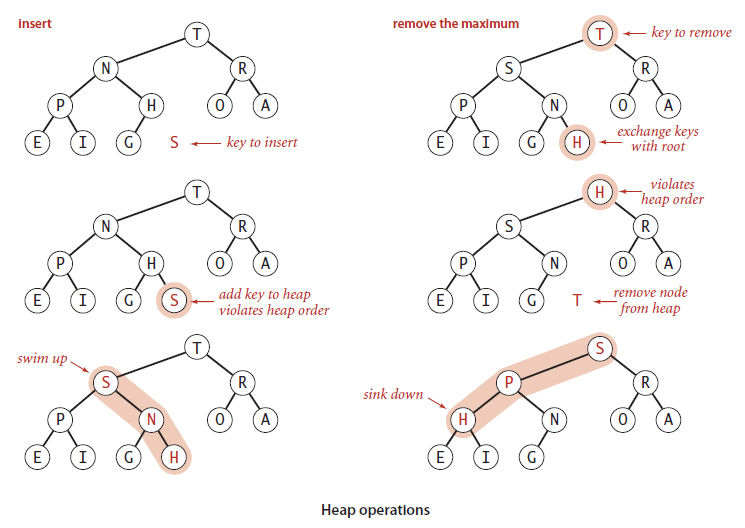 insert
T
N
R
P
H
O
A
E
I
G
S
key to insert
T
N
R
P
H
O
A
E
I
G
S
add key to heap
violates heap order
swim up
T
S
R
P
N
O
A
E
I
G
H
remove the maximum
T
key to remove
S
R
P
N
O
A
E
I
G
H
exchange keys
with root
H
violates
heap order
S
R
P
N
O
A
E
I
G
T
remove node
from heap
S
sink down
P
R
H
N
O
A
E
I
G
Heap operations